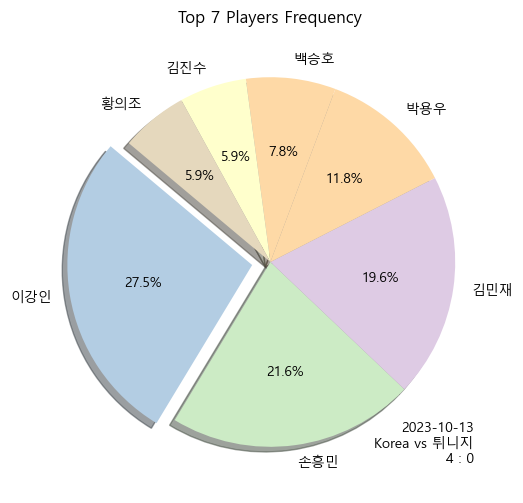 Top 7 Players Frequency
백승호
김진수
황의조
박용우
7.8%
5.9%
5.9%
11.8%
27.5%
19.6%
이강인
김민재
21.6%
손흥민
2023-10-13
Korea vs 튀니지
4 : 0